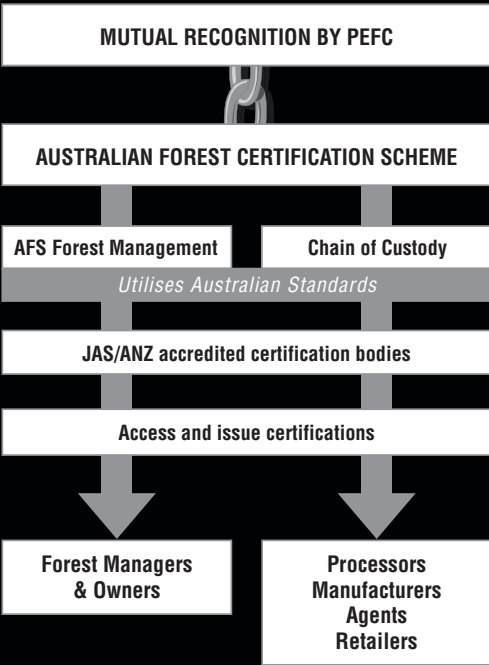 MUTUAL RECOGNITION BY PEFC
AUSTRALIAN FOREST CERTIFICATION SCHEME
AFS Forest Management
Chain of Custody
Utilises Australian Standards
JAS/ANZ accredited certification bodies
Access and issue certifications
Forest Managers
& Owners
Processors
Manufacturers
Agents
Retailers